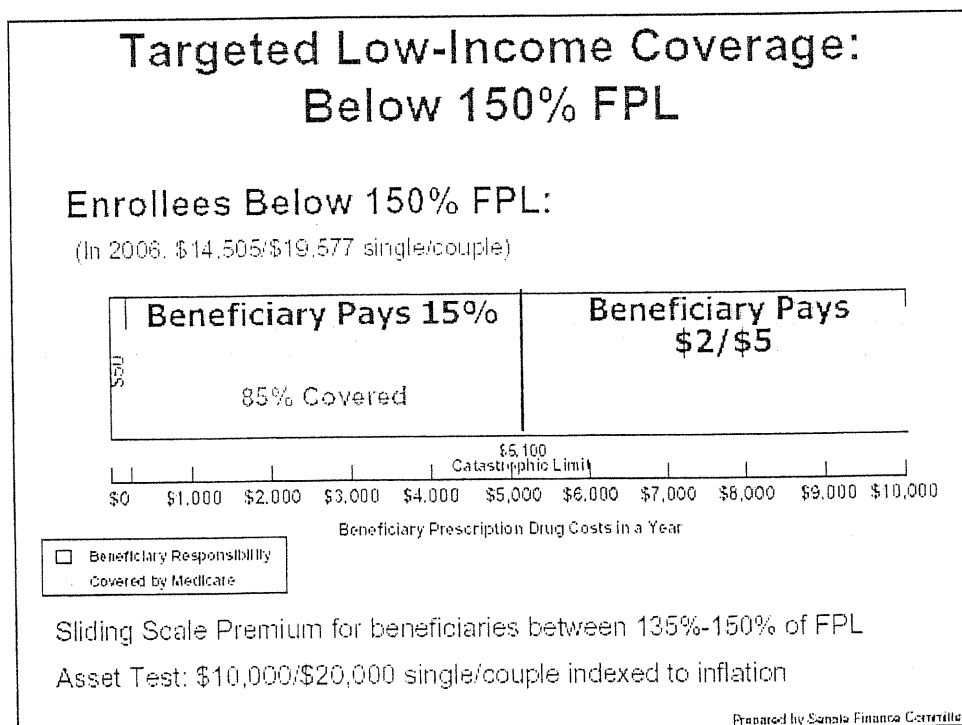 Targeted Low-Income Coverage:
Below 150% FPL
Enrollees Below 150% FPL:
(In 2006, $14,505/$19,577 single/couple)
Beneficiary Pays 15%
Beneficiary Pays
$2/$5
$50
85% Covered
$5,100
Catastrophic Limit
$0 $1,000 $2,000 $3,000 $4,000 $5,000 $6,000 $7,000 $8,000 $9,000 $10,000
Beneficiary Prescription Drug Costs in a Year
Beneficiary Responsibility
Covered by Medicare
Sliding Scale Premium for beneficiaries between 135%-150% of FPL
Asset Test: $10,000/$20,000 single/couple indexed to inflation
Prepared by Senate Finance Committe